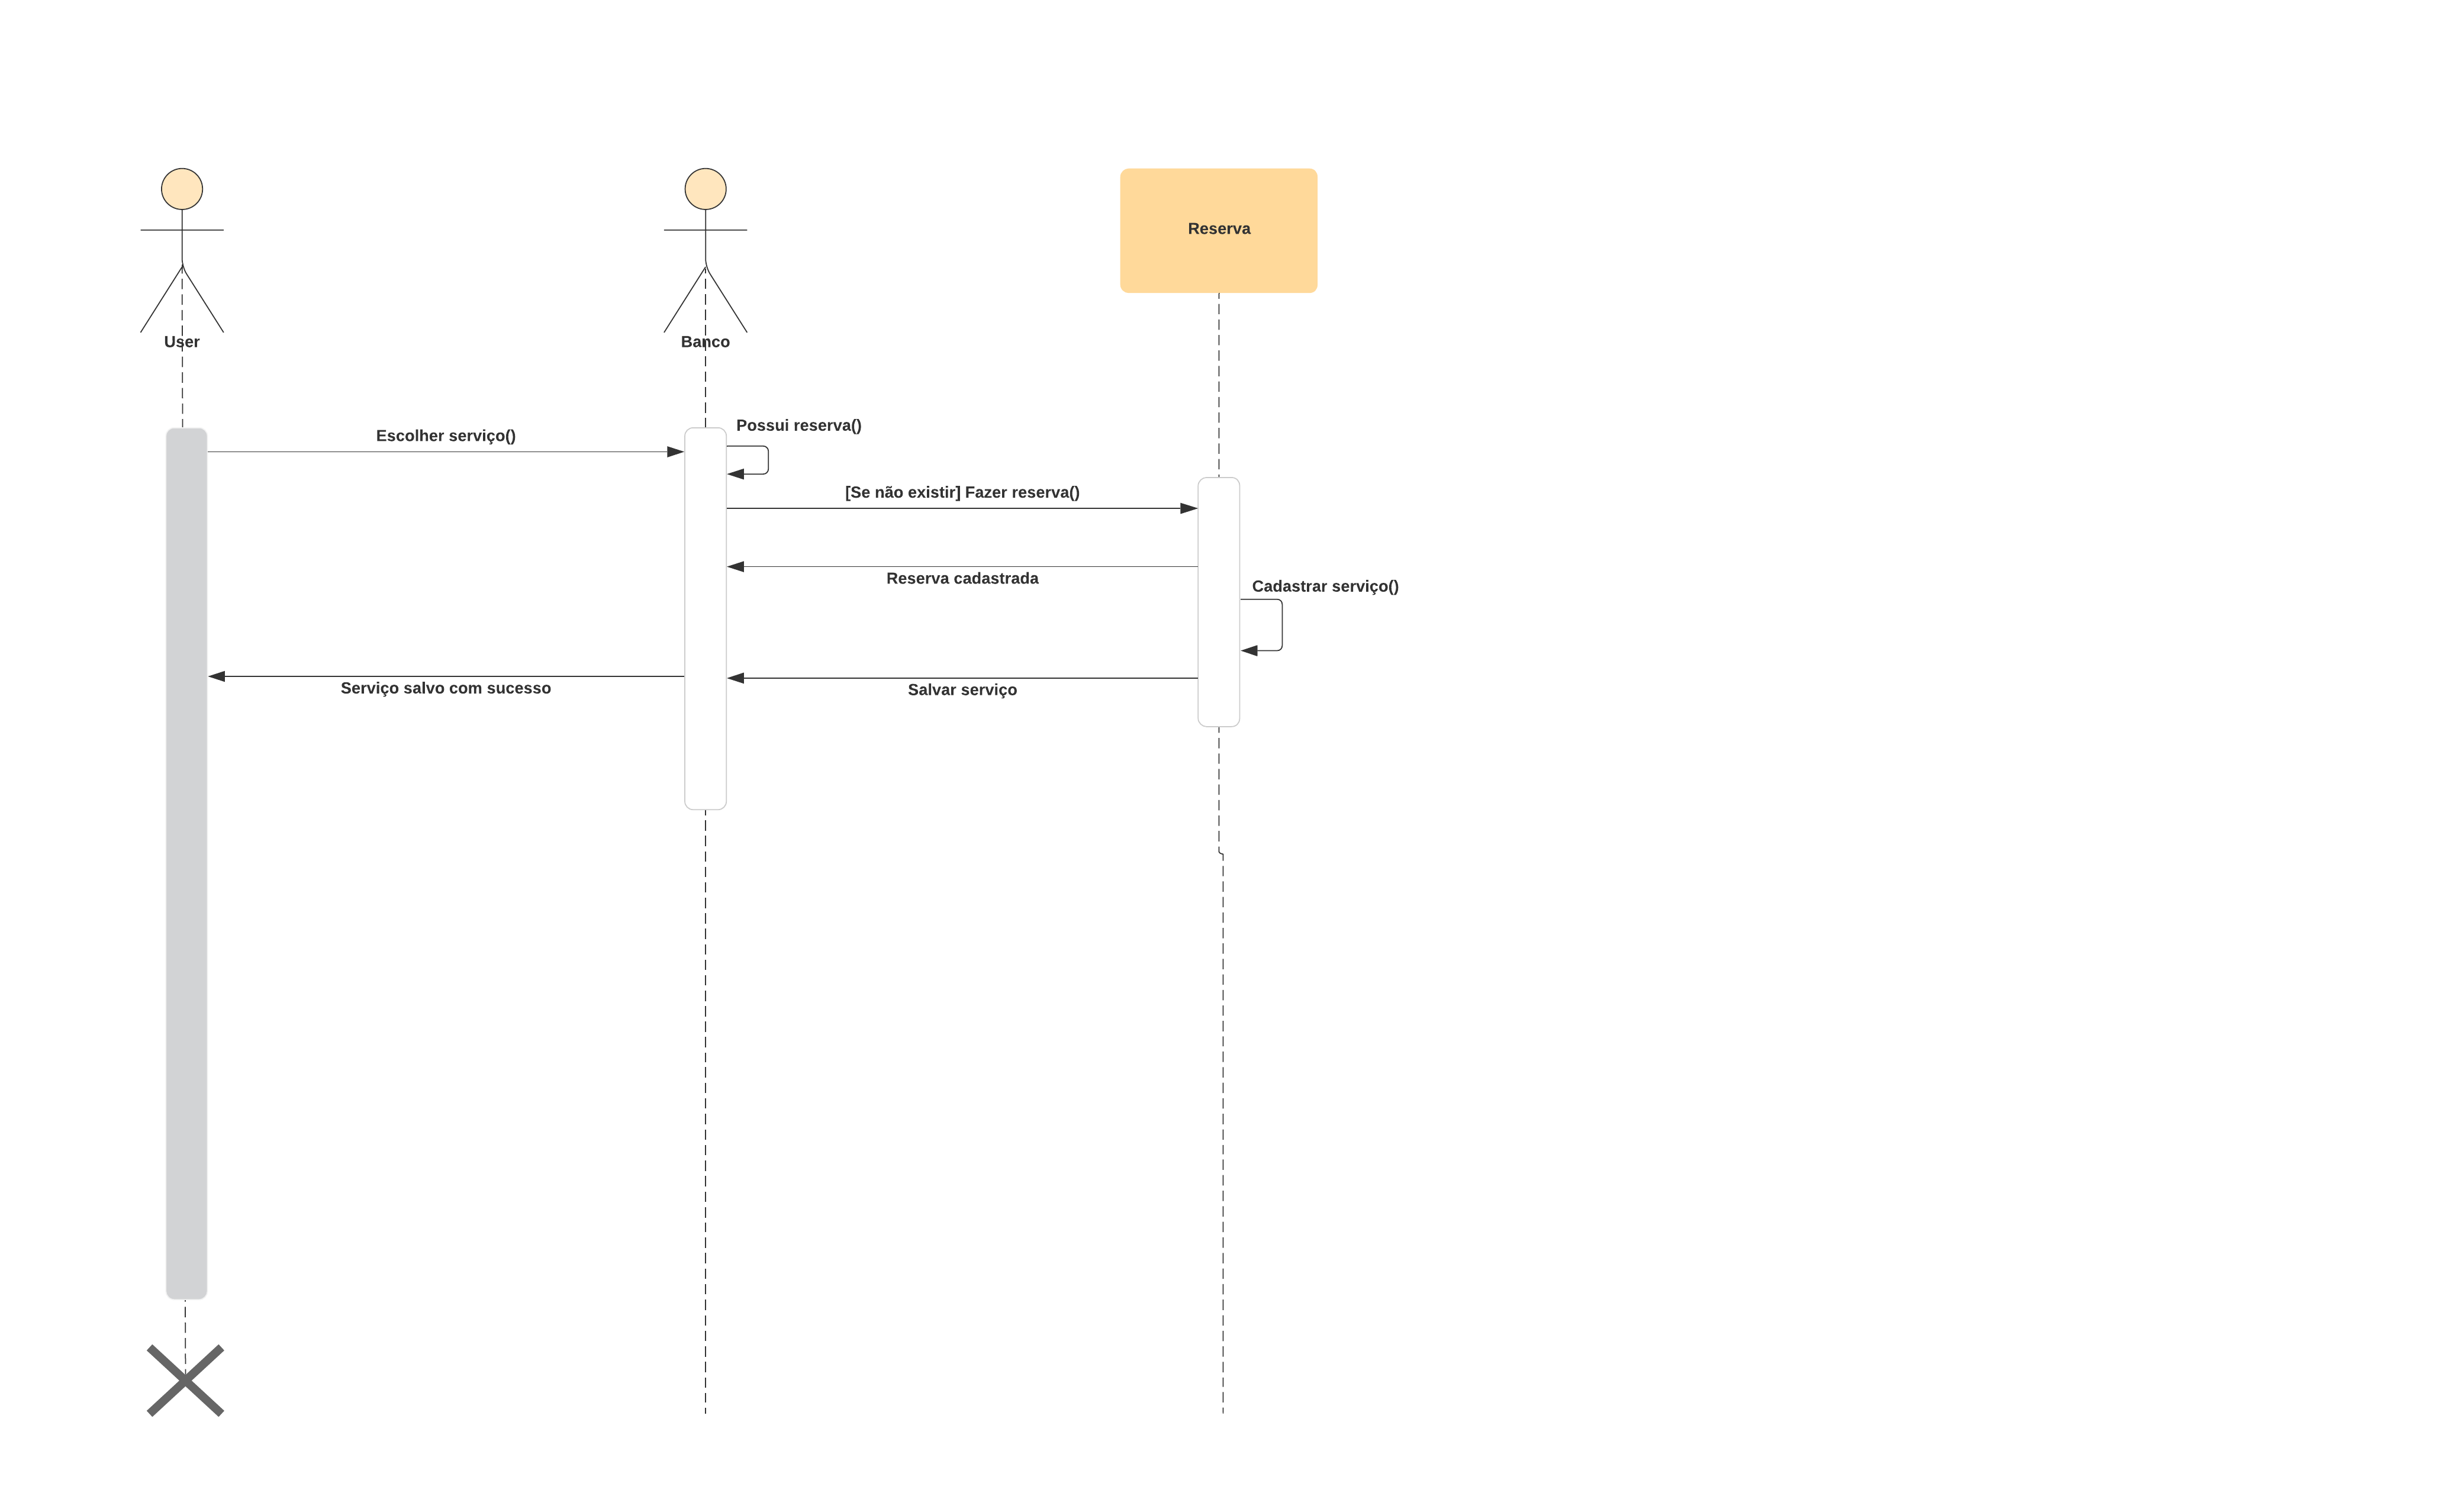 Reserva
User
Banco
Possui reserva()
Escolher serviço()
[Se não existir] Fazer reserva()
Reserva cadastrada
Cadastrar serviço()
Serviço salvo com sucesso
Salvar serviço